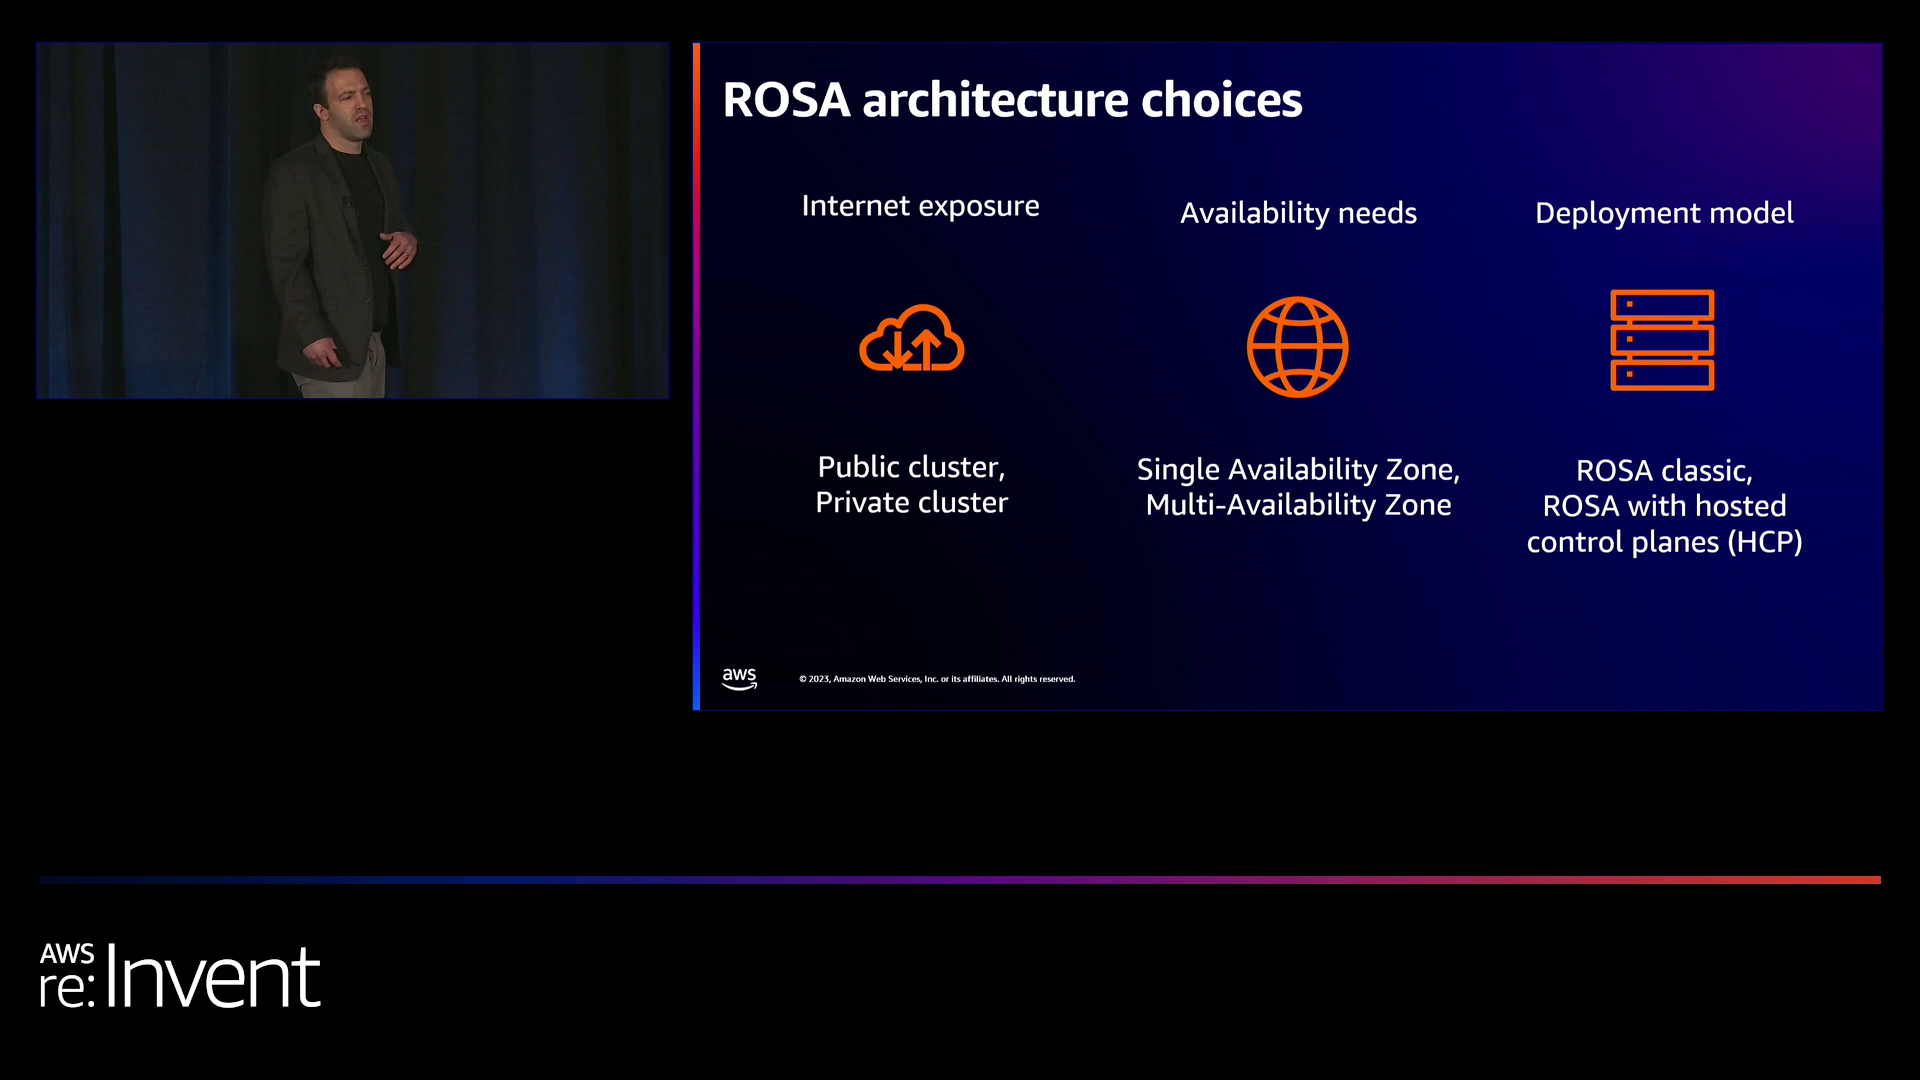 ROSA architecture choices
Internet exposure
Availability needs
Deployment model
Public cluster,
Private cluster
Single Availability Zone,
Multi-Availability Zone
ROSA classic,
ROSA with hosted
control planes (HCP)
aws
© 2023, Amazon Web Services, Inc. or its affiliates. All rights reserved.
AWS
re:Invent